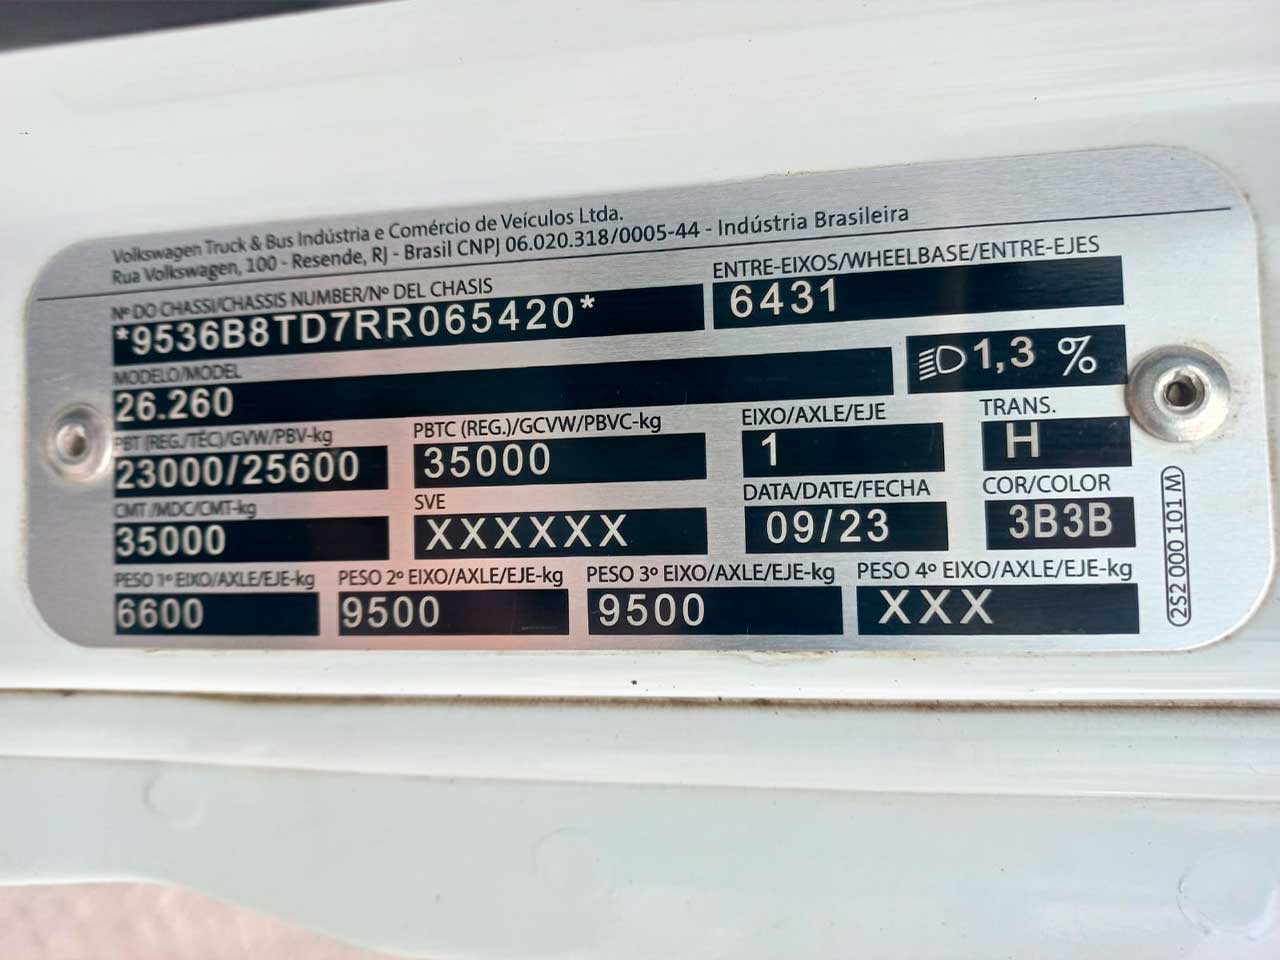 Volkswagen Truck & Bus Indústria e Comércio de Veículos Ltda.
Rua Volkswagen, 100 - Resende, RJ - Brasil CNPJ 06.020.318/0005-44 - Indústria Brasileira
Nº DO CHASSI/CHASSIS NUMBER/Nº DEL CHASIS
ENTRE-EIXOS/WHEELBASE/ENTRE-EJES
*9536B8TD7RR065420*
6431
MODELO/MODEL
26.260
1,3 %
PBT (REG./TÉC)/GVW/PBV-kg
PBTC (REG.)/GCVW/PBVC-kg
EIXO/AXLE/EJE
TRANS.
23000/25600
35000
1
H
CMT/MDC/CMT-kg
SVE
DATA/DATE/FECHA
COR/COLOR
35000
XXXXXX
09/23
3B3B
PESO 1º EIXO/AXLE/EJE-kg
PESO 2º EIXO/AXLE/EJE-kg
PESO 3º EIXO/AXLE/EJE-kg
PESO 4º EIXO/AXLE/EJE-kg
6600
9500
9500
XXX
2S2 000 101 M